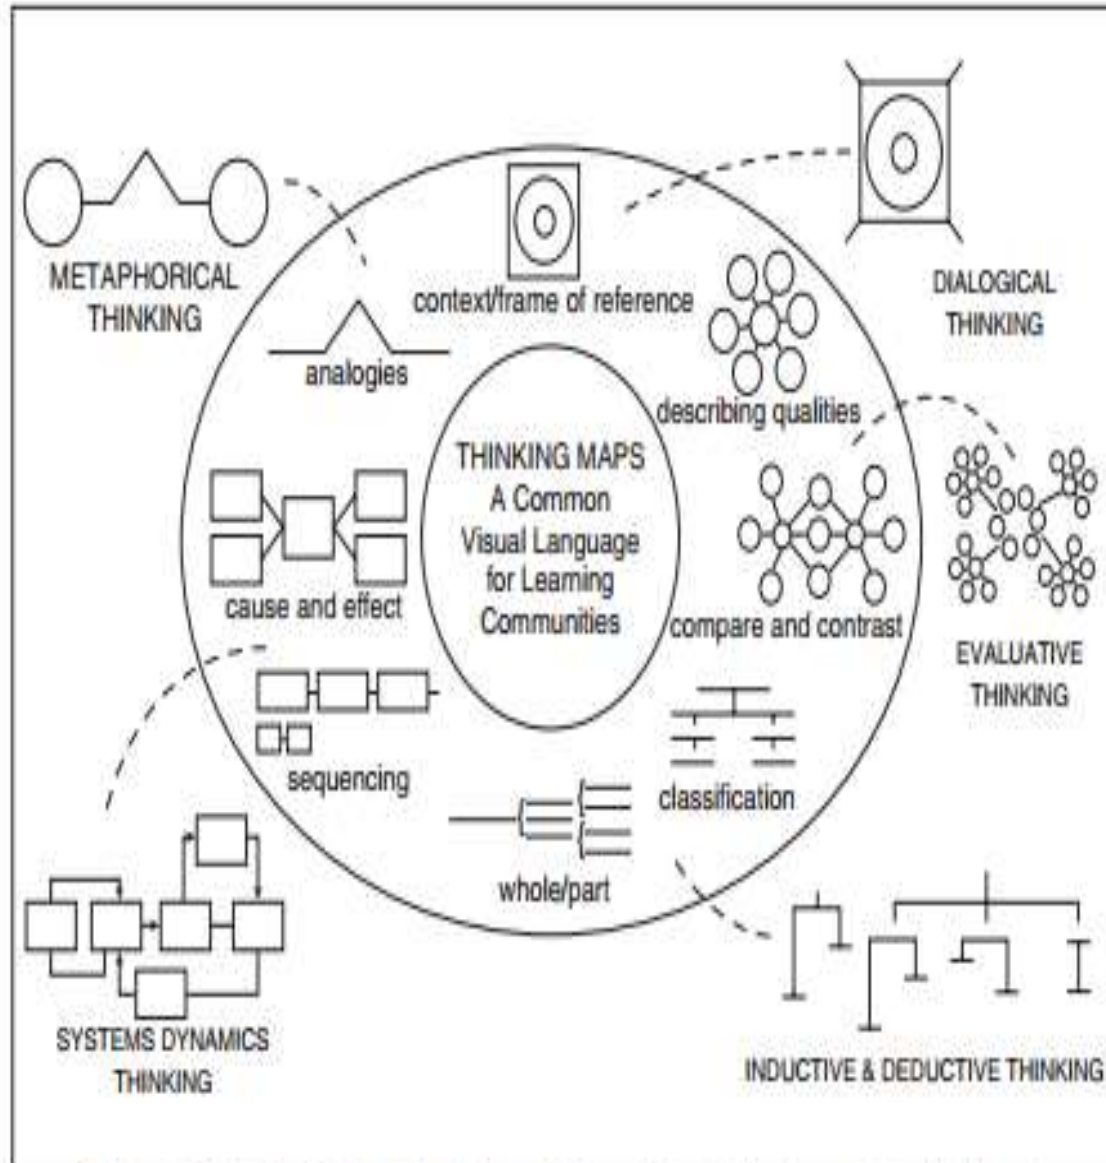 METAPHORICAL
THINKING
context/frame of reference
DIALOGICAL
THINKING
analogies
describing qualities
THINKING MAPS
A Common
Visual Language
for Learning
Communities
cause and effect
compare and contrast
EVALUATIVE
THINKING
sequencing
classification
whole/part
SYSTEMS DYNAMICS
THINKING
INDUCTIVE & DEDUCTIVE THINKING